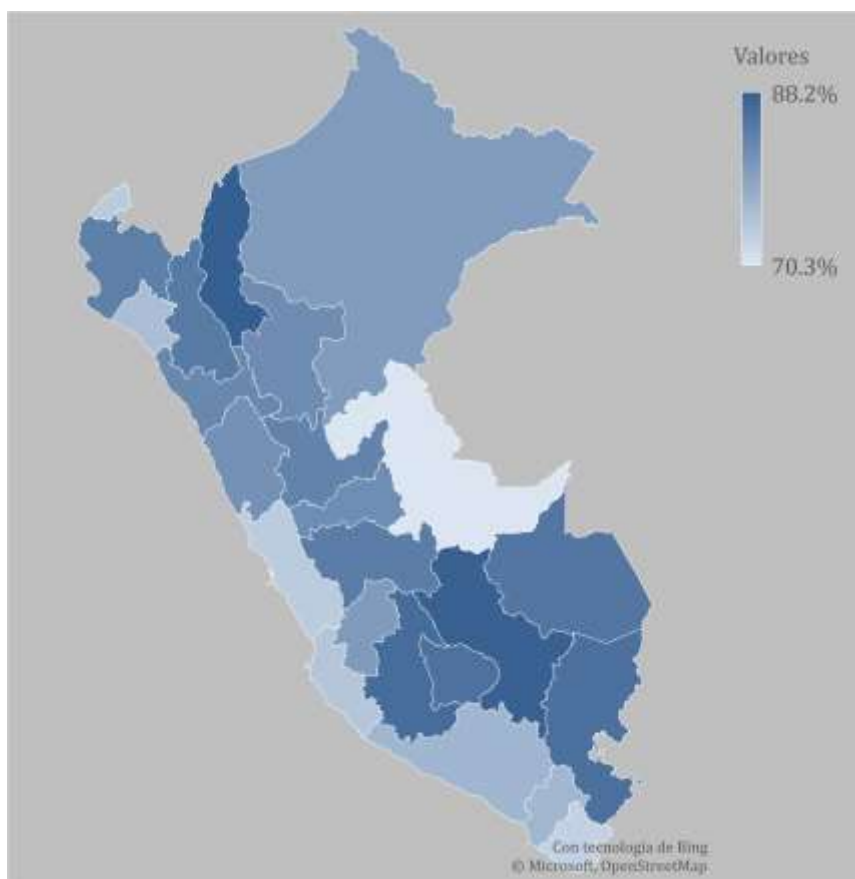 Valores
88.2%
70.3%
Con tecnología de Bing
© Microsoft, OpenStreetMap